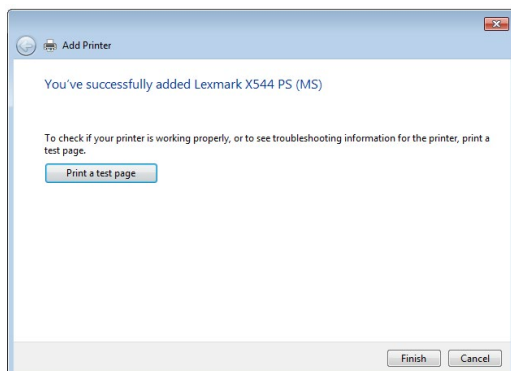 Add Printer
You've successfully added Lexmark X544 PS (MS)
To check if your printer is working properly, or to see troubleshooting information for the printer, print a
test page.
Print a test page
Finish Cancel